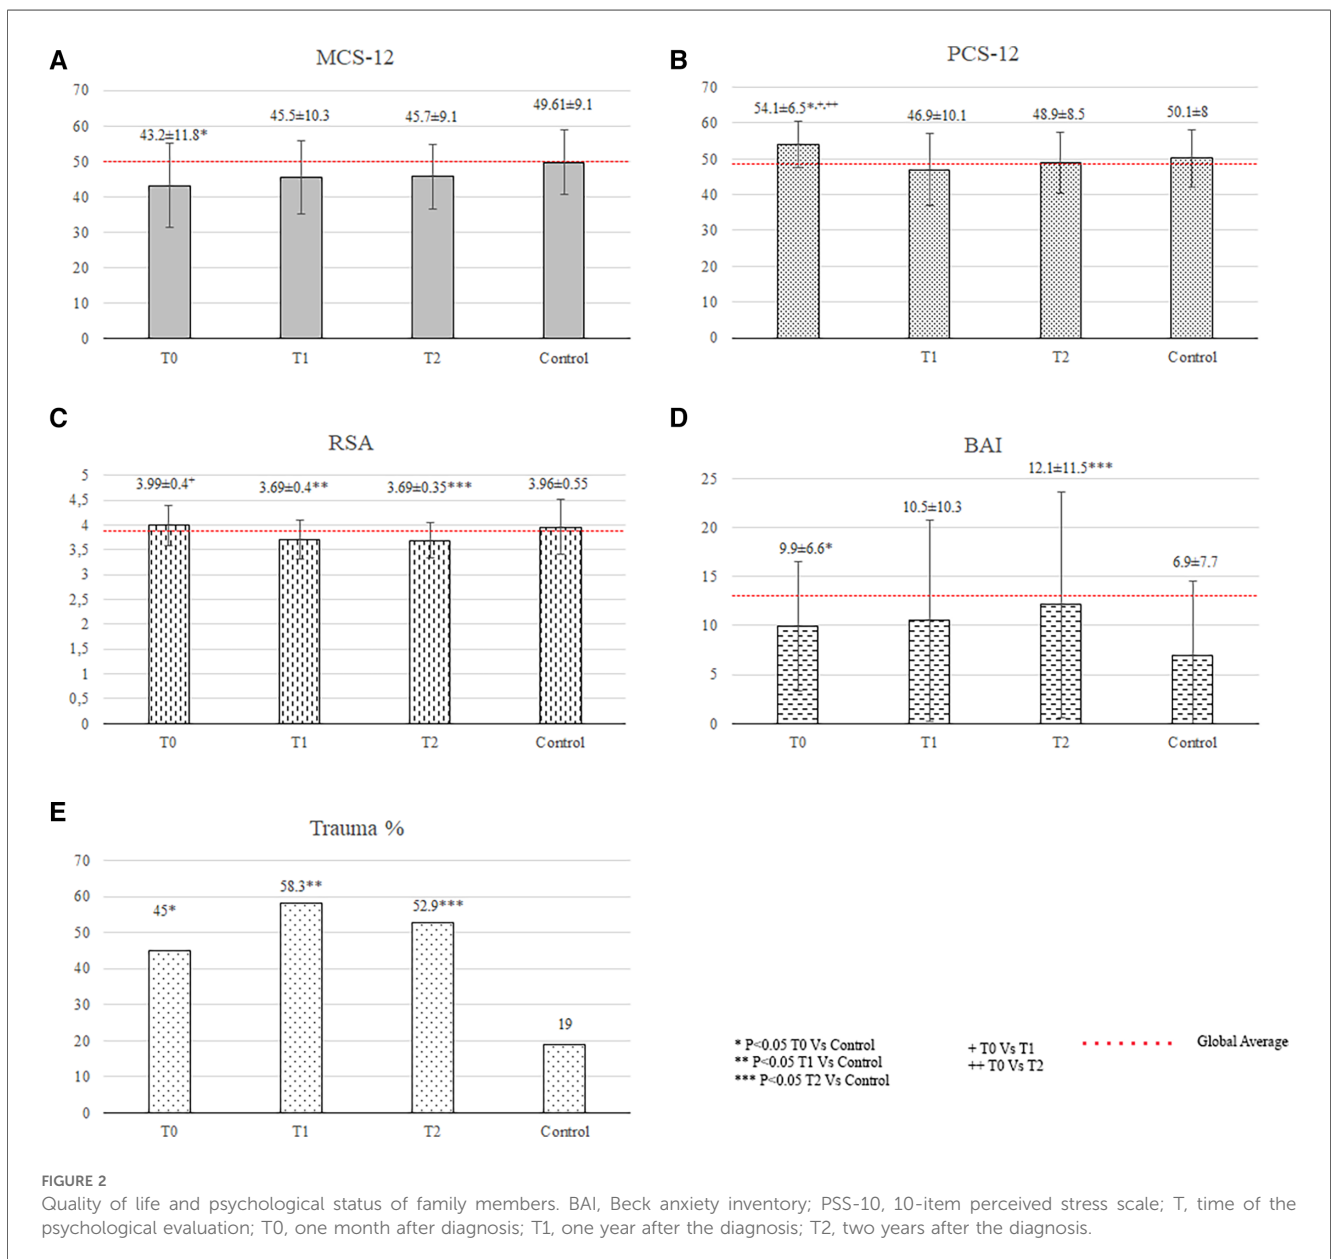 A
MCS-12
70
60
50
40
30
20
10
0
43.2±11.8*
45.5±10.3
45.7±9.1
49.61±9.1
T0
T1
T2
Control
B
PCS-12
70
60
50
40
30
20
10
0
54.1±6.5*,+,++
46.9±10.1
48.9±8.5
50.1±8
T1
T2
Control
C
RSA
5
4,5
4
3,5
3
2,5
2
1,5
1
0,5
0
3.99±0.4+
3.69±0.4**
3.69±0.35***
3.96±0.55
T0
T1
T2
Control
D
BAI
25
20
15
10
5
0
9.9±6.6*
10.5±10.3
12.1±11.5***
6.9±7.7
T0
T1
T2
Control
E
Trauma %
70
60
50
40
30
20
10
0
45*
58.3**
52.9***
19
T0
T1
T2
Control
* P<0.05 T0 Vs Control
** P<0.05 T1 Vs Control
*** P<0.05 T2 Vs Control
+ T0 Vs T1
++ T0 Vs T2
Global Average
FIGURE 2
Quality of life and psychological status of family members. BAI, Beck anxiety inventory; PSS-10, 10-item perceived stress scale; T, time of the
psychological evaluation; T0, one month after diagnosis; T1, one year after the diagnosis; T2, two years after the diagnosis.